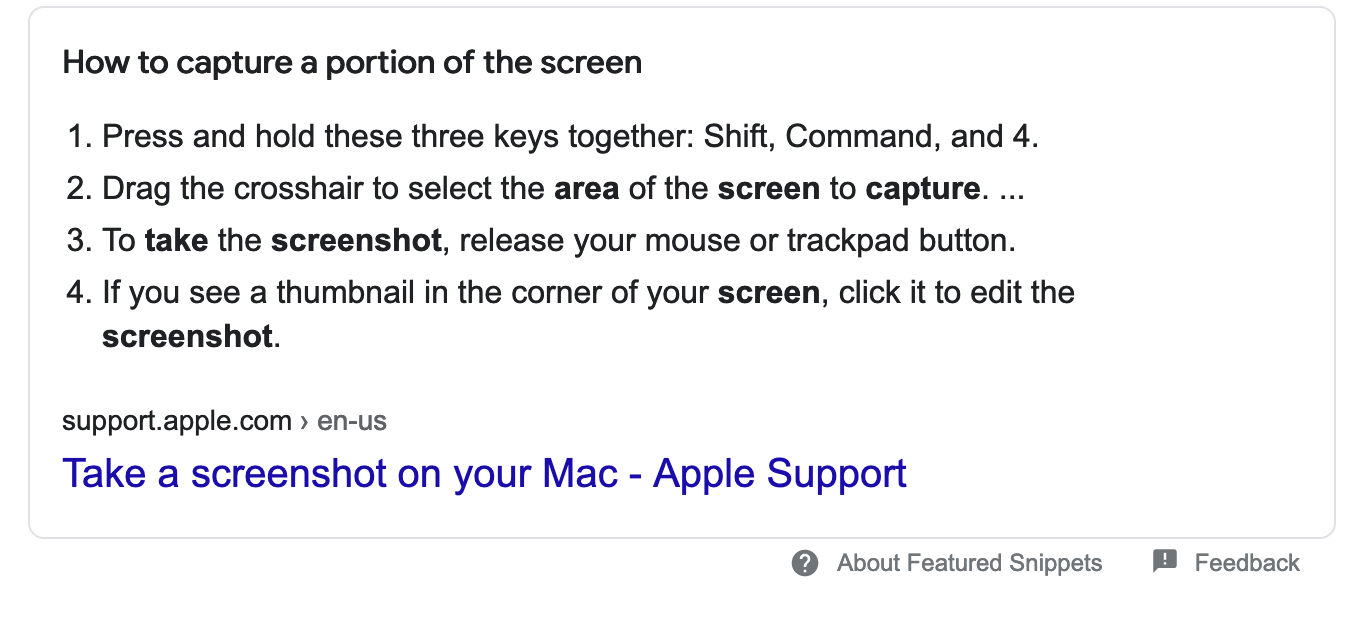 How to capture a portion of the screen
1. Press and hold these three keys together: Shift, Command, and 4.
2. Drag the crosshair to select the area of the screen to capture. ...
3. To take the screenshot, release your mouse or trackpad button.
4. If you see a thumbnail in the corner of your screen, click it to edit the
screenshot.
support.apple.com › en-us
Take a screenshot on your Mac - Apple Support
About Featured Snippets Feedback